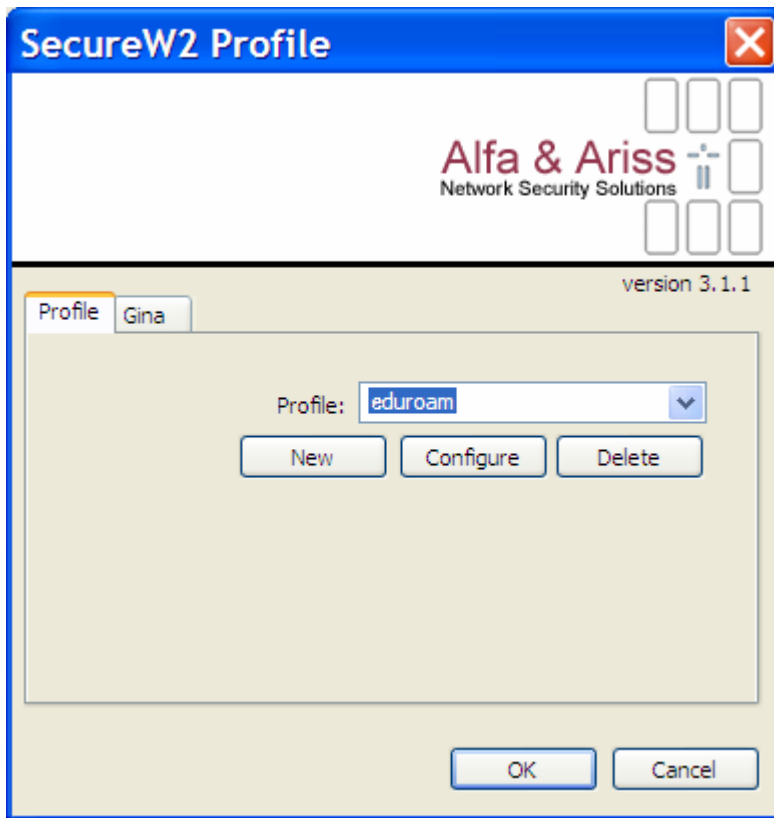 SecureW2 Profile
Alfa & Ariss
Network Security Solutions
version 3.1.1
Profile Gina
Profile: eduroam
New Configure Delete
OK Cancel